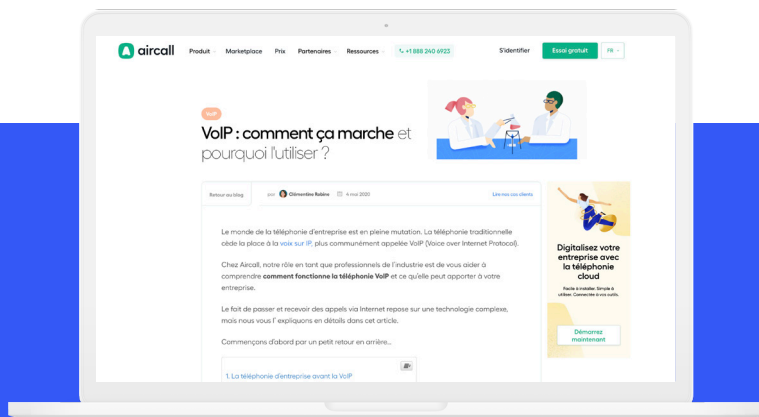 aircall Produit Marketplace Prix Partenaires Ressources +1 888 240 6923 S'identifier Essai gratuit FR
VoIP
VoIP : comment ça marche et
pourquoi l'utiliser ?
Retour au blog par Clémentine Rabine 4 mai 2020 Lire nos cas clients
Le monde de la téléphonie d'entreprise est en pleine mutation. La téléphonie traditionnelle
cède la place à la voix sur IP, plus communément appelée VoIP (Voice over Internet Protocol).
Chez Aircall, notre rôle en tant que professionnels de l'industrie est de vous aider à
comprendre comment fonctionne la téléphonie VoIP et ce qu'elle peut apporter à votre
entreprise.
Le fait de passer et recevoir des appels via Internet repose sur une technologie complexe,
mais nous vous l' expliquons en détails dans cet article.
Commençons d'abord par un petit retour en arrière...
1. La téléphonie d'entreprise avant la VoIP
Digitalisez votre
entreprise avec
la téléphonie
cloud
Facile à installer. Simple à
utiliser. Connectée à vos outils.
Démarrez
maintenant